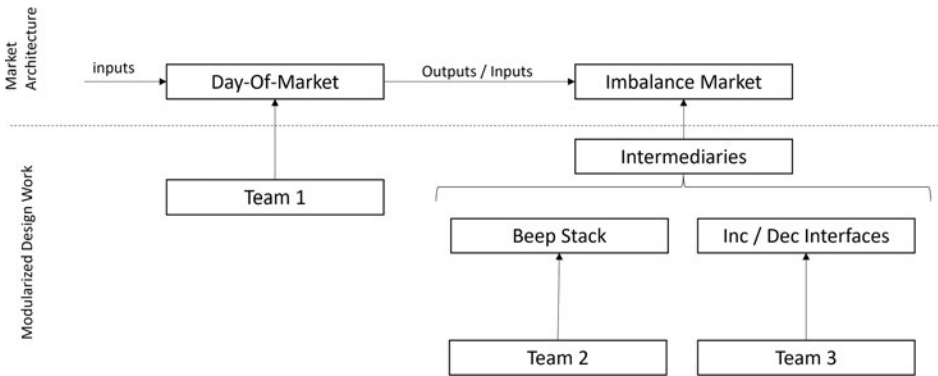 Market
Architecture
inputs
Day-Of-Market
Outputs / Inputs
Imbalance Market
Modularized Design Work
Intermediaries
Team 1
Beep Stack
Inc / Dec Interfaces
Team 2
Team 3